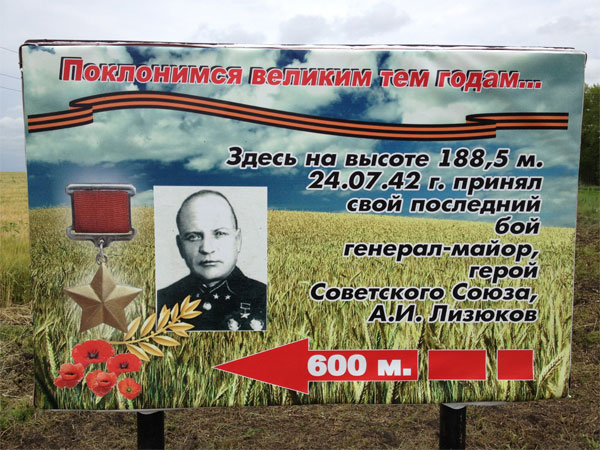 Поклонимся великим тем годам...
Здесь на высоте 188,5 м.
24.07.42 г. принял
свой последний
бой
генерал-майор,
герой
Советского Союза,
А.И. Лизюков
600 м.